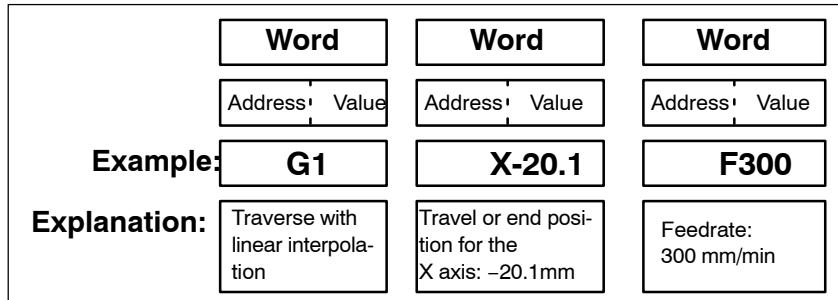 Word Word Word
Address Value Address Value Address Value
Example: G1 X-20.1 F300
Explanation: Traverse with linear interpola- tion
Travel or end posi- tion for the X axis: −20.1mm
Feedrate: 300 mm/min